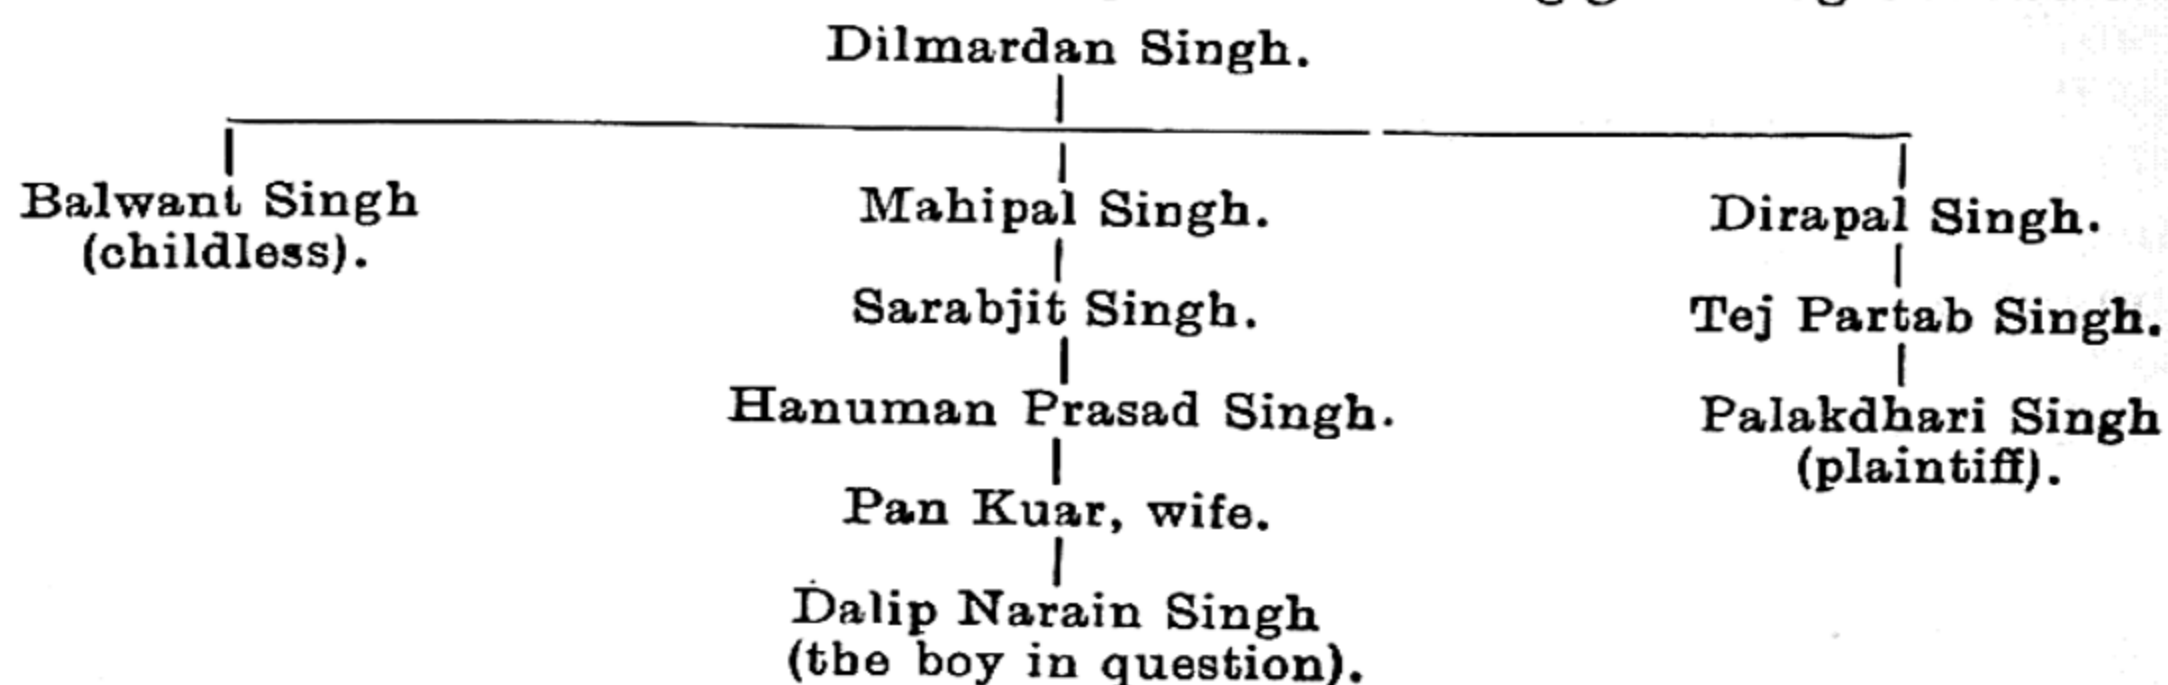 Dilmardan Singh.
Balwant Singh
(childless).
Mahipal Singh.
Dirapal Singh.
Sarabjit Singh.
Tej Partab Singh.
Hanuman Prasad Singh.
Palakdhari Singh
(plaintiff).
Pan Kuar, wife.
Dalip Narain Singh
(the boy in question).